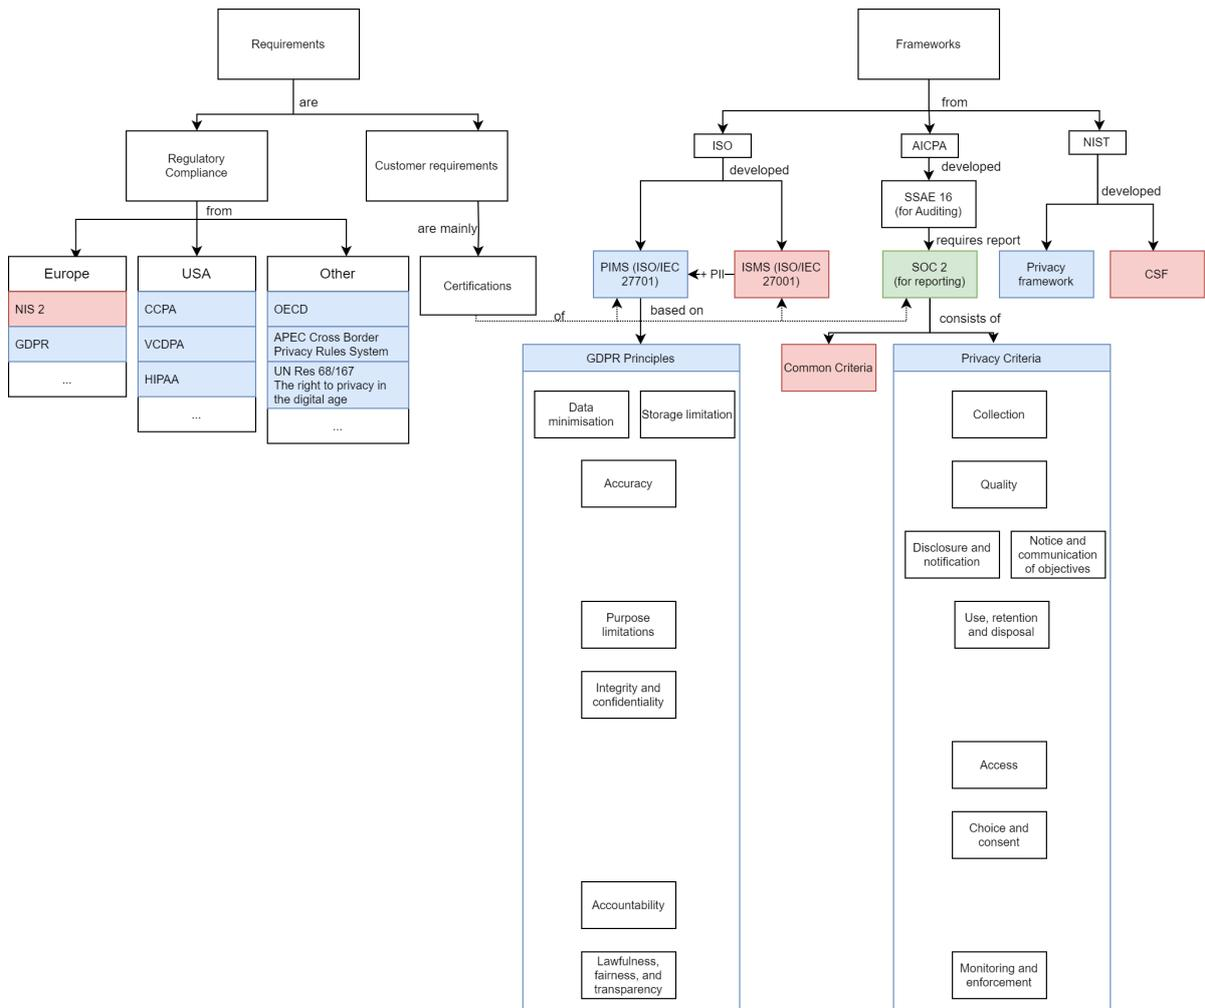 Requirements
Frameworks
are
from
Regulatory
Compliance
Customer requirements
ISO
AICPA
NIST
developed
developed
developed
SSAE 16
(for Auditing)
from
are mainly
requires report
Europe
USA
Other
Certifications
PIMS (ISO/IEC
27701)
+ PII
ISMS (ISO/IEC
27001)
SOC 2
(for reporting)
Privacy
framework
CSF
NIS 2
CCPA
OECD
of
based on
consists of
GDPR
VCDPA
APEC Cross Border
Privacy Rules System
...
HIPAA
UN Res 68/167
The right to privacy in
the digital age
...
...
GDPR Principles
Common Criteria
Privacy Criteria
Data
minimisation
Storage limitation
Collection
Accuracy
Quality
Disclosure and
notification
Notice and
communication
of objectives
Purpose
limitations
Use, retention
and disposal
Integrity and
confidentiality
Access
Choice and
consent
Accountability
Lawfulness,
fairness, and
transparency
Monitoring and
enforcement